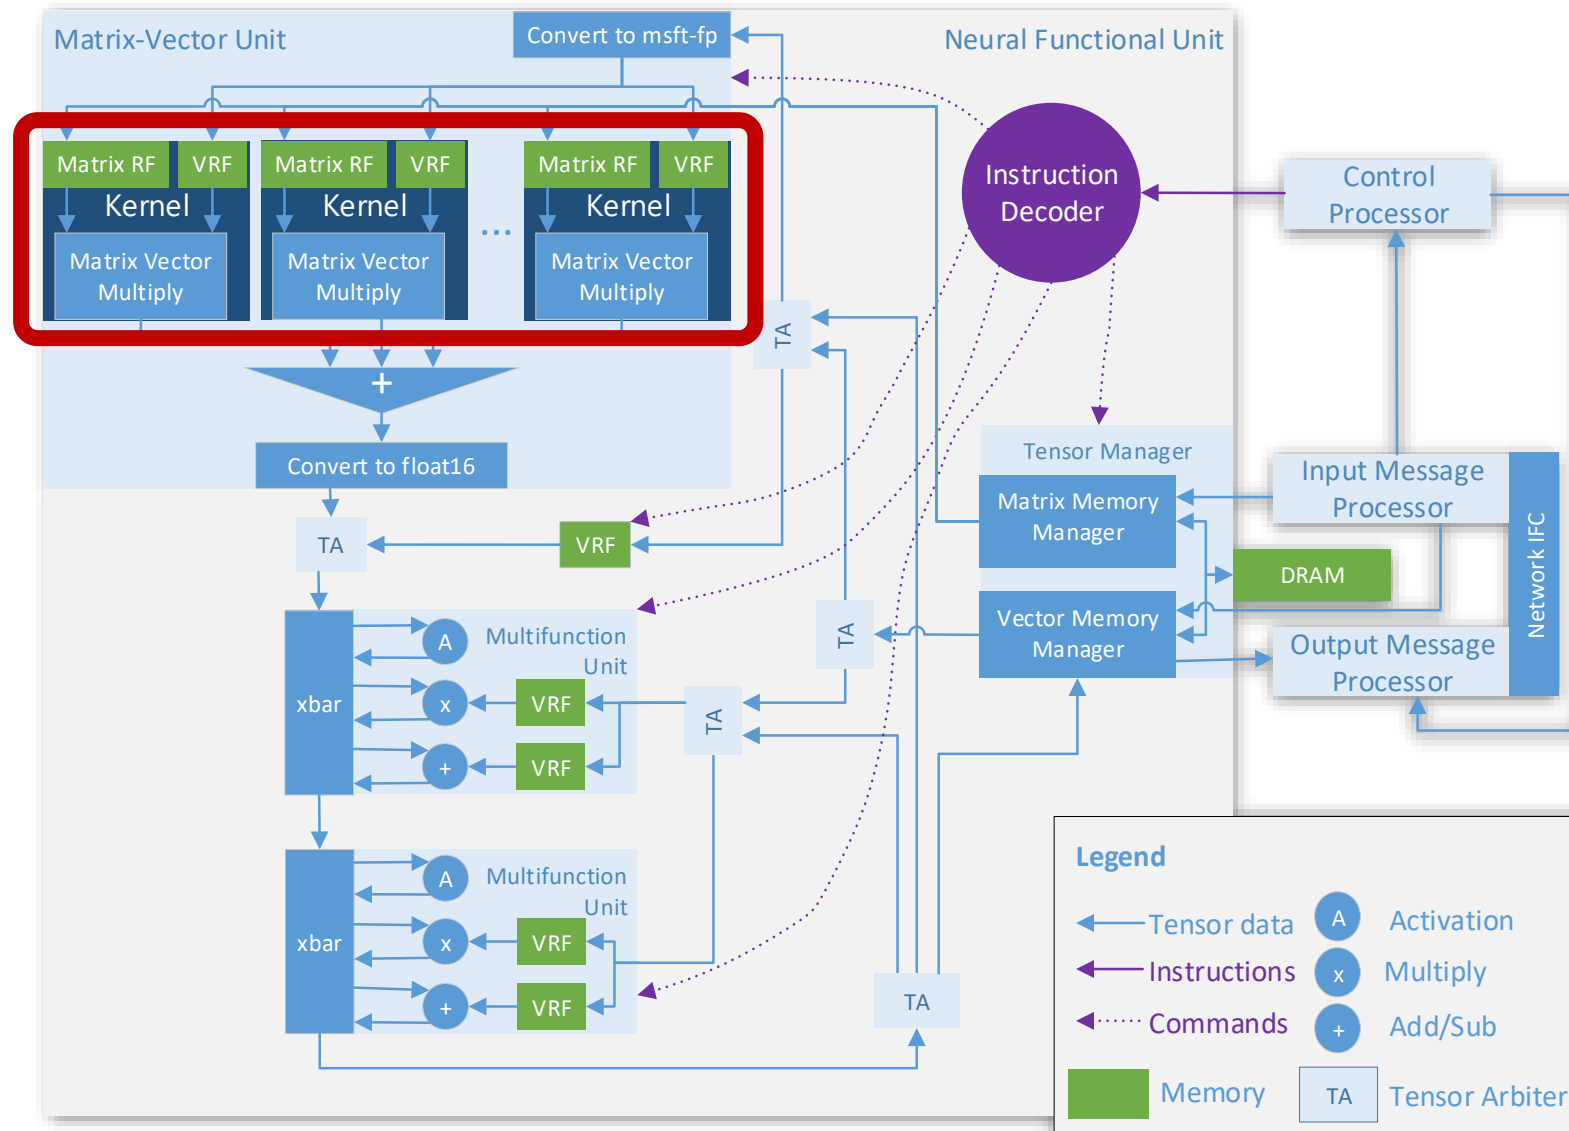 Matrix-Vector Unit
Convert to msft-fp
Neural Functional Unit
Matrix RF
VRF
Matrix RF
VRF
Matrix RF
VRF
Kernel
Kernel
Kernel
...
Matrix Vector
Multiply
Matrix Vector
Multiply
Matrix Vector
Multiply
+
Convert to float16
TA
VRF
TA
Instruction
Decoder
Control
Processor
Tensor Manager
Matrix Memory
Manager
Vector Memory
Manager
Input Message
Processor
DRAM
Output Message
Processor
Network IFC
TA
TA
xbar
A
x
+
Multifunction
Unit
VRF
VRF
xbar
A
x
+
Multifunction
Unit
VRF
VRF
TA
Legend
Tensor data
A
Activation
Instructions
x
Multiply
Commands
+
Add/Sub
Memory
TA
Tensor Arbiter